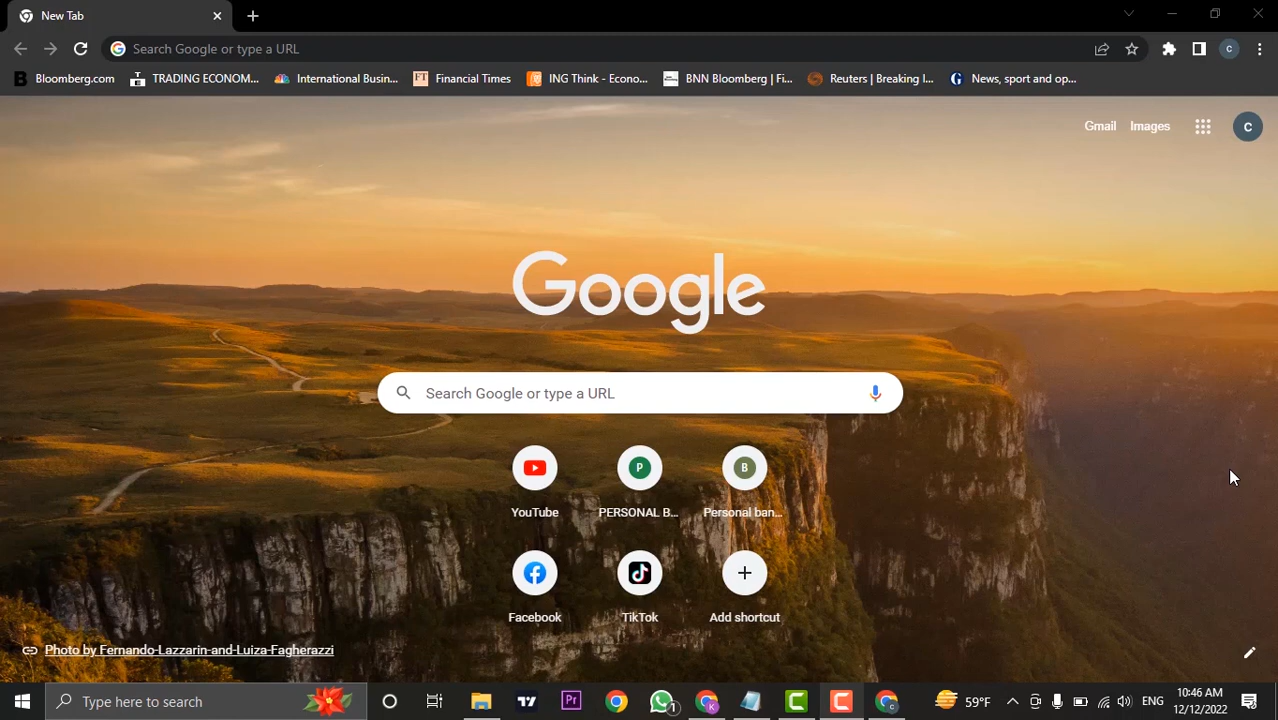 New Tab
Search Google or type a URL
C
Bloomberg.com
TRADING ECONOM...
International Busin...
FT
Financial Times
ING Think - Econo...
BNN Bloomberg | Fi...
Reuters | Breaking I...
News, sport and op...
Gmail
Images
C
Google
Search Google or type a URL
P
B
YouTube
PERSONAL B...
Personal ban...
Facebook
TikTok
Add shortcut
Photo by Fernando-Lazzarin-and-Luiza-Fagherazzi
Type here to search
Pr
1
K
C
59°F
ENG
10:46 AM
12/12/2022